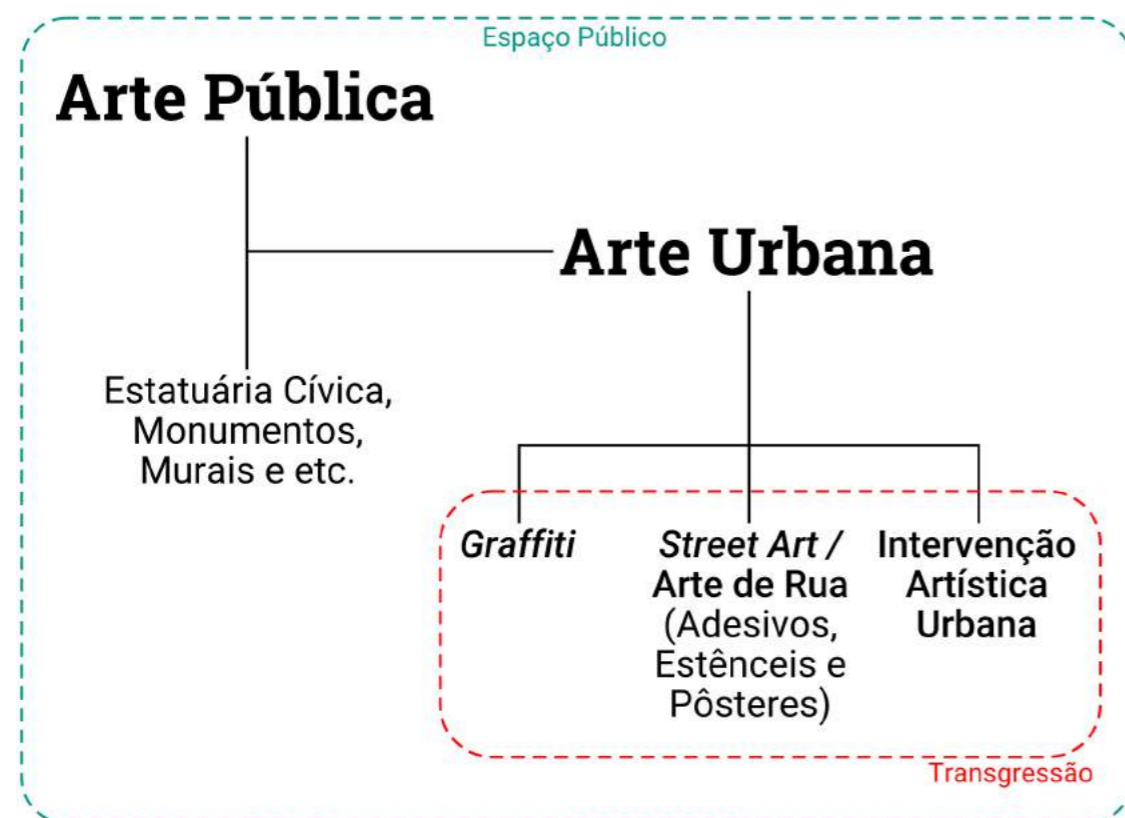 Espaço Público
Arte Pública
Arte Urbana
Estatuária Cívica,
Monumentos,
Murais e etc.
Graffiti
Street Art /
Arte de Rua
(Adesivos,
Estênceis e
Pôsteres)
Intervenção
Artística
Urbana
Transgressão